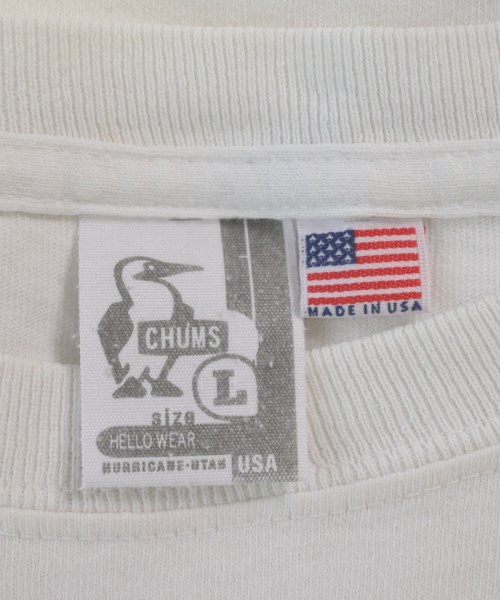 CHUMS
L
size
HELLO WEAR
HURRICANE-UTAH USA
MADE IN USA